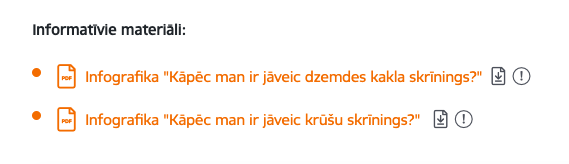 Informatīvie materiāli:
PDF Infografika "Kāpēc man ir jāveic dzemdes kakla skrīnings?"
PDF Infografika "Kāpēc man ir jāveic krūšu skrīnings?"